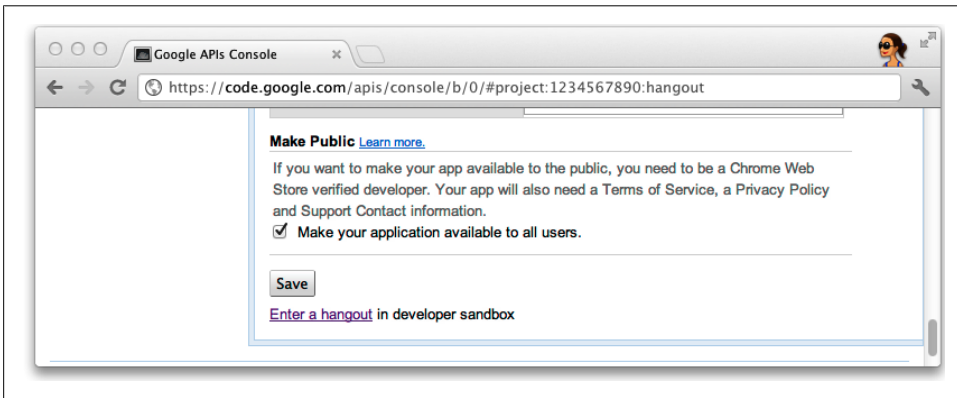 Google APIs Console
https://code.google.com/apis/console/b/0/#project:1234567890:hangout
Make Public Learn more.
If you want to make your app available to the public, you need to be a Chrome Web
Store verified developer. Your app will also need a Terms of Service, a Privacy Policy
and Support Contact information.
Make your application available to all users.
Save
Enter a hangout in developer sandbox